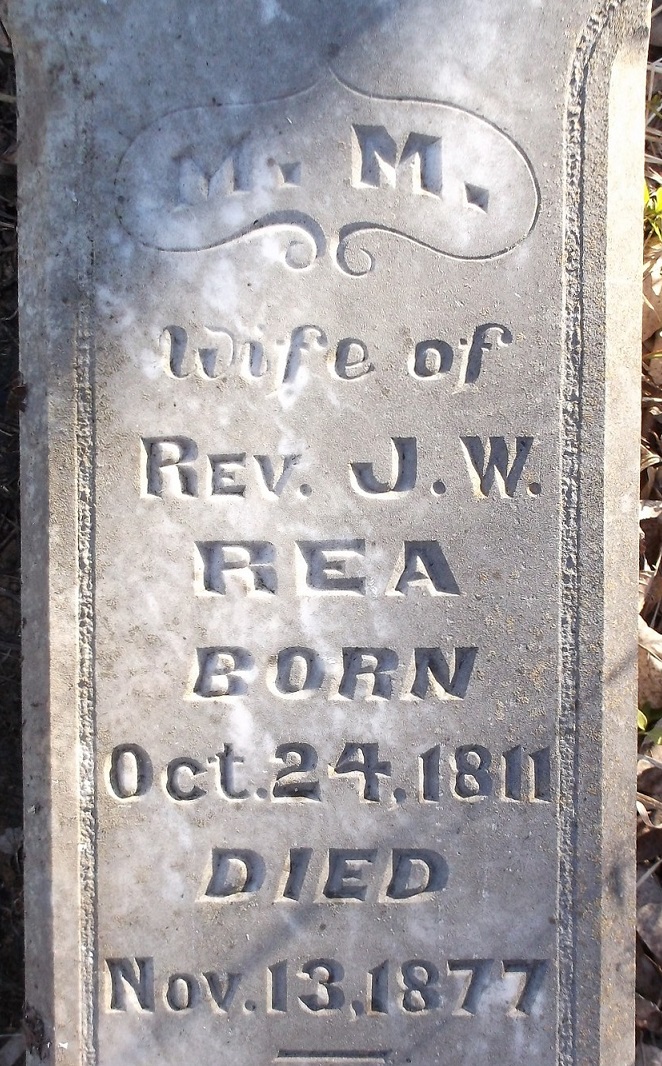 M. M.
Wife of
REV. J. W.
REA
BORN
Oct. 24, 1811
DIED
Nov. 13, 1877